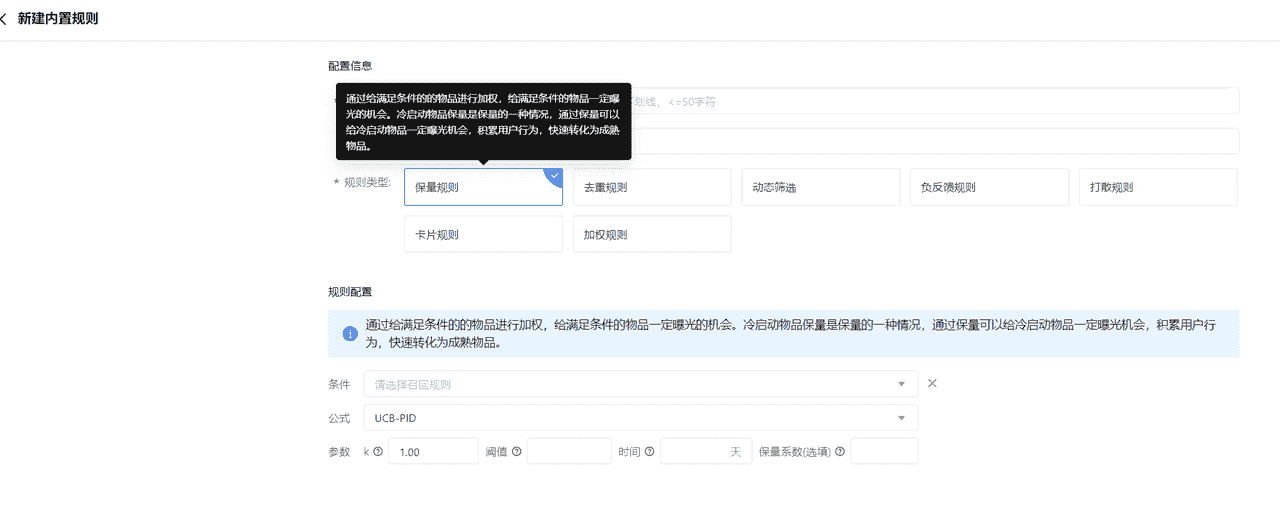 新建内置规则
配置信息
通过给满足条件的的物品进行加权，给满足条件的物品一定曝
光的机会。冷启动物品保量是保量的一种情况，通过保量可以
给冷启动物品一定曝光机会，积累用户行为，快速转化为成熟
物品。
划线，<=50字符
* 规则类型:
保量规则
去重规则
动态筛选
负反馈规则
打散规则
卡片规则
加权规则
规则配置
通过给满足条件的的物品进行加权，给满足条件的物品一定曝光的机会。冷启动物品保量是保量的一种情况，通过保量可以给冷启动物品一定曝光机会，积累用户行
为，快速转化为成熟物品。
条件 请选择召回规则
公式 UCB-PID
参数 k 1.00 阈值 时间 天 保量系数(选填)